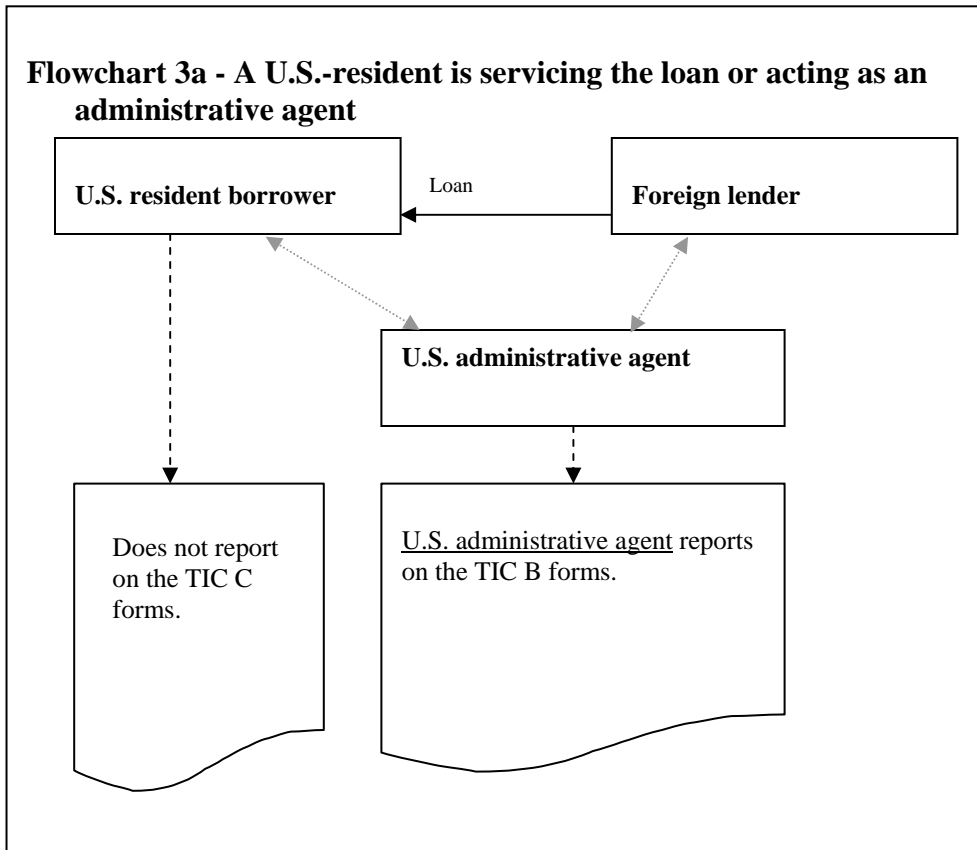 Flowchart 3a - A U.S.-resident is servicing the loan or acting as an
administrative agent
U.S. resident borrower
Loan
Foreign lender
U.S. administrative agent
Does not report
on the TIC C
forms.
U.S. administrative agent reports
on the TIC B forms.